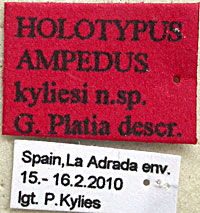 HOLOTYPUS
AMPEDUS
kyliesi n.sp.
G. Platia descr.
Spain,La Adrada env.
15.- 16.2.2010
lgt. P.Kylies